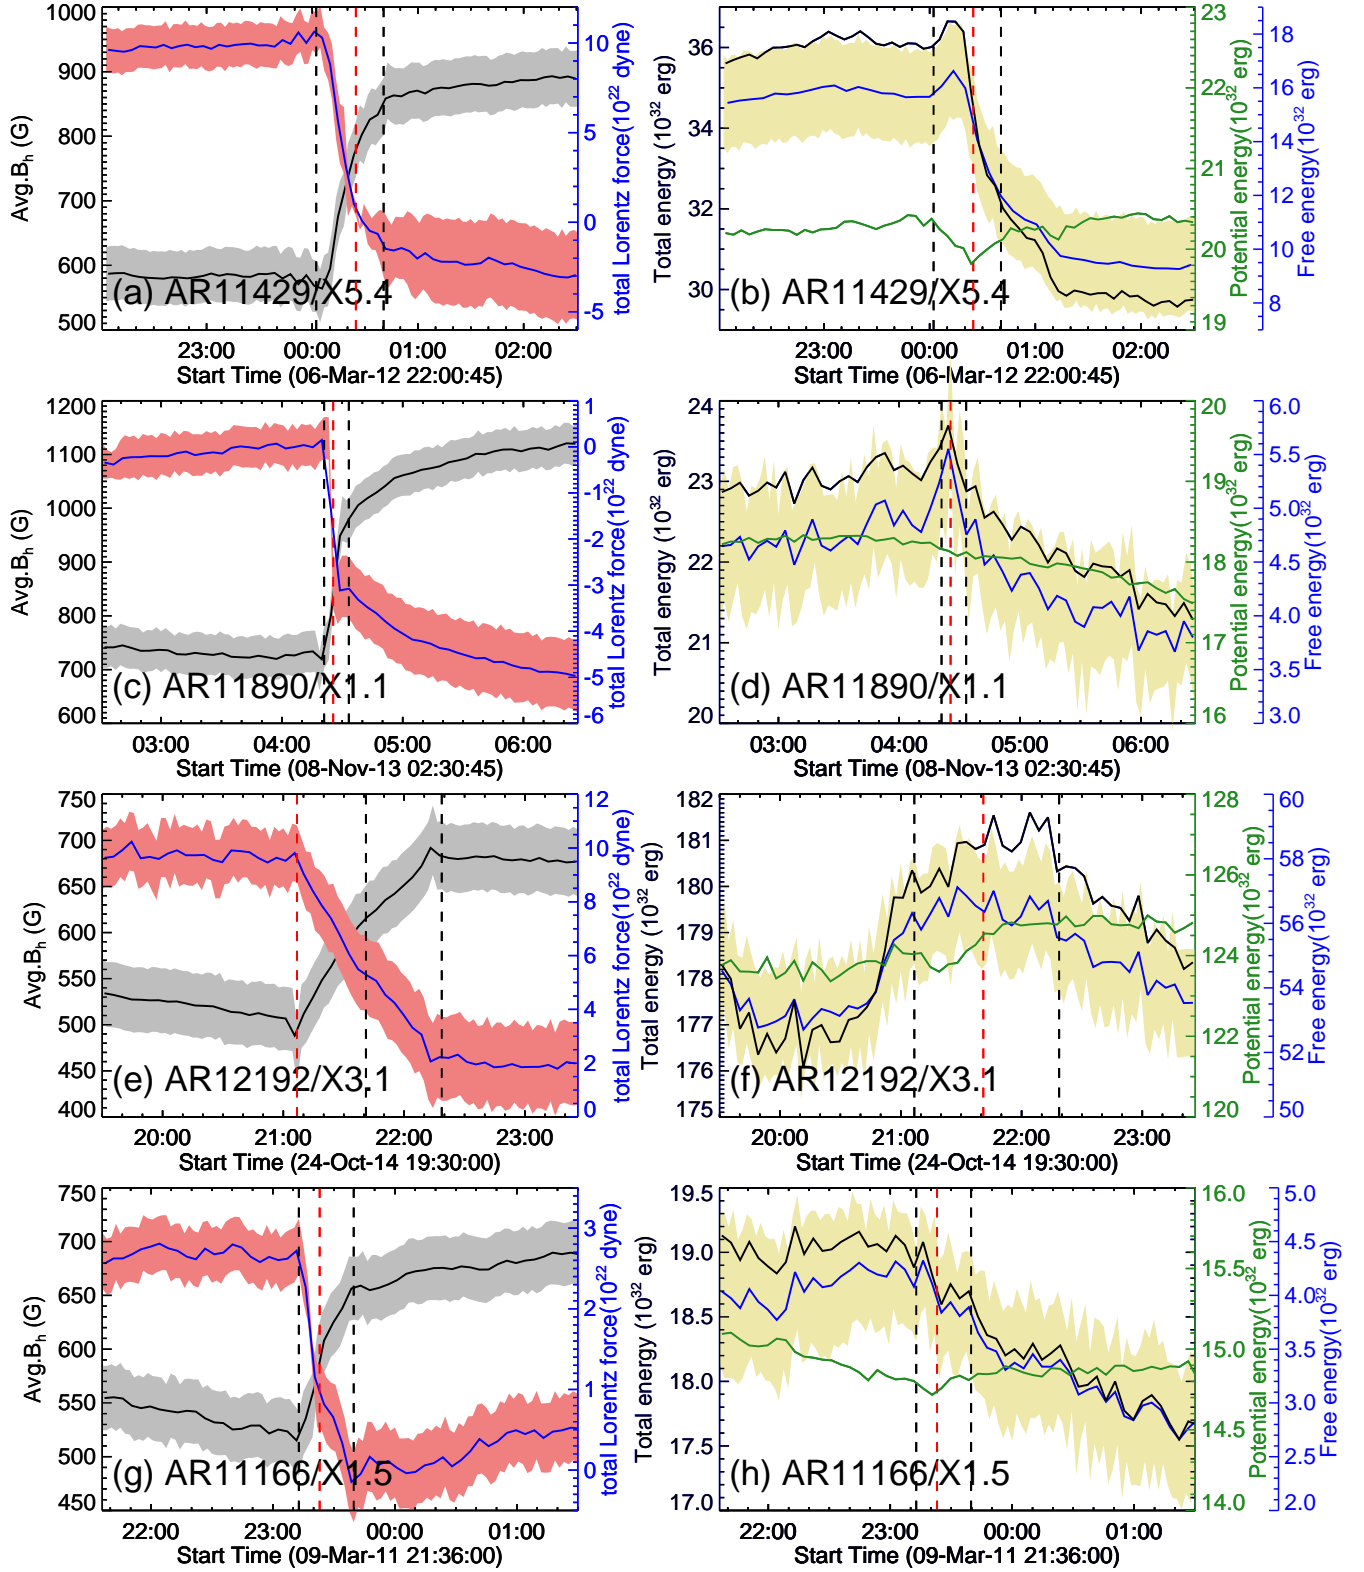 1000
900
800
700
600
500
Avg.B_h (G)
10
5
0
-5
total Lorentz force(10^22 dyne)
(a) AR11429/X5.4
23:00 00:00 01:00 02:00
Start Time (06-Mar-12 22:00:45)
36
34
32
30
Total energy (10^32 erg)
23
22
21
20
19
Potential energy(10^32 erg)
18
16
14
12
10
8
Free energy(10^32 erg)
(b) AR11429/X5.4
23:00 00:00 01:00 02:00
Start Time (06-Mar-12 22:00:45)
1200
1100
1000
900
800
700
600
Avg.B_h (G)
1
0
-1
-2
-3
-4
-5
-6
total Lorentz force(10^22 dyne)
(c) AR11890/X1.1
03:00 04:00 05:00 06:00
Start Time (08-Nov-13 02:30:45)
24
23
22
21
20
Total energy (10^32 erg)
20
19
18
17
16
Potential energy(10^32 erg)
6.0
5.5
5.0
4.5
4.0
3.5
3.0
Free energy(10^32 erg)
(d) AR11890/X1.1
03:00 04:00 05:00 06:00
Start Time (08-Nov-13 02:30:45)
750
700
650
600
550
500
450
400
Avg.B_h (G)
12
10
8
6
4
2
0
total Lorentz force(10^22 dyne)
(e) AR12192/X3.1
20:00 21:00 22:00 23:00
Start Time (24-Oct-14 19:30:00)
182
181
180
179
178
177
176
175
Total energy (10^32 erg)
128
126
124
122
120
Potential energy(10^32 erg)
60
58
56
54
52
50
Free energy(10^32 erg)
(f) AR12192/X3.1
20:00 21:00 22:00 23:00
Start Time (24-Oct-14 19:30:00)
750
700
650
600
550
500
450
Avg.B_h (G)
3
2
1
0
total Lorentz force(10^22 dyne)
(g) AR11166/X1.5
22:00 23:00 00:00 01:00
Start Time (09-Mar-11 21:36:00)
19.5
19.0
18.5
18.0
17.5
17.0
Total energy (10^32 erg)
16.0
15.5
15.0
14.5
14.0
Potential energy(10^32 erg)
5.0
4.5
4.0
3.5
3.0
2.5
2.0
Free energy(10^32 erg)
(h) AR11166/X1.5
22:00 23:00 00:00 01:00
Start Time (09-Mar-11 21:36:00)